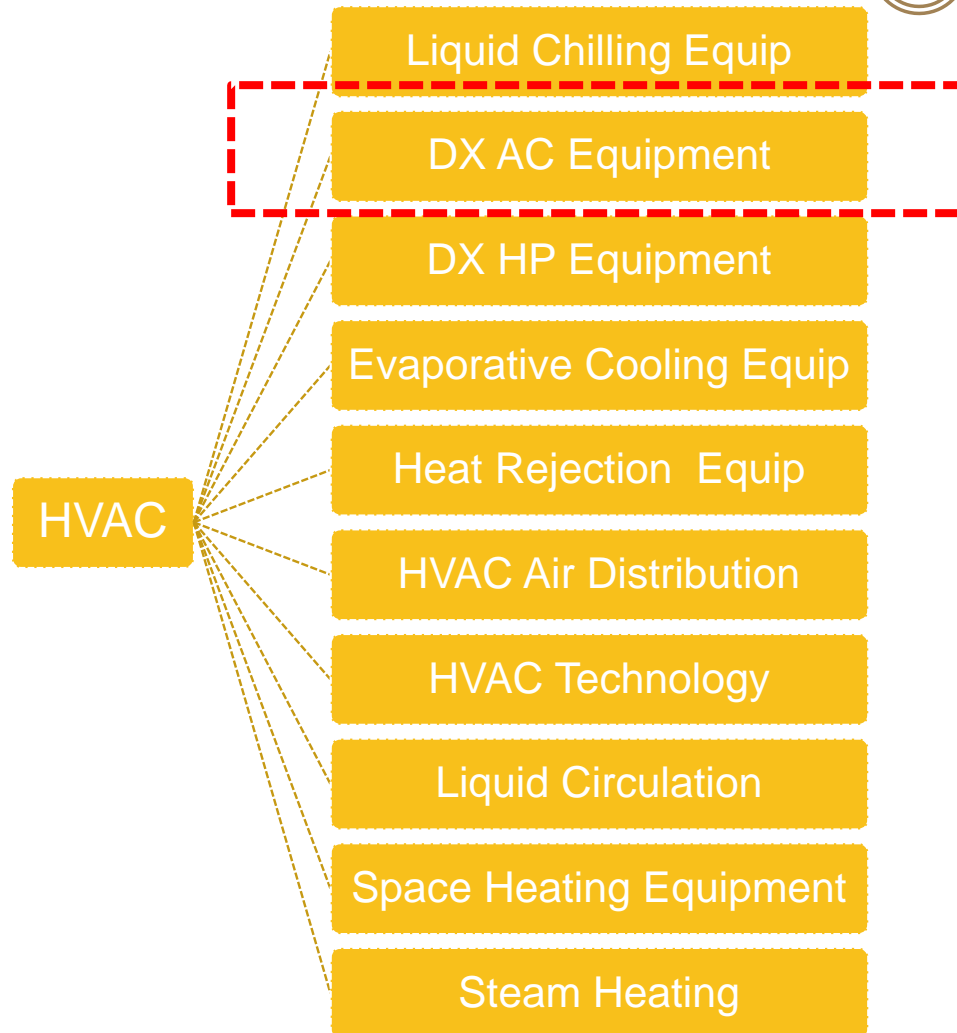 Liquid Chilling Equip
DX AC Equipment
DX HP Equipment
Evaporative Cooling Equip
Heat Rejection  Equip
HVAC
HVAC Air Distribution
HVAC Technology
Liquid Circulation
Space Heating Equipment
Steam Heating